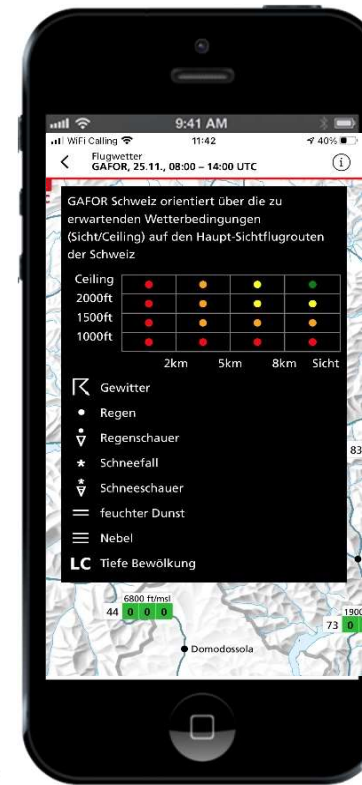 9:41 AM
WiFi Calling 11:42 40%
Flugwetter
GAFOR, 25.11., 08:00 – 14:00 UTC
GAFOR Schweiz orientiert über die zu
erwartenden Wetterbedingungen
(Sicht/Ceiling) auf den Haupt-Sichtflugrouten
der Schweiz
Ceiling
2000ft
1500ft
1000ft
2km 5km 8km Sicht
Gewitter
Regen
Regenschauer
Schneefall
Schneeschauer
feuchter Dunst
Nebel
LC Tiefe Bewölkung
83
6800 ft/msl
44 0 0 0
1900
73 0
Domodossola